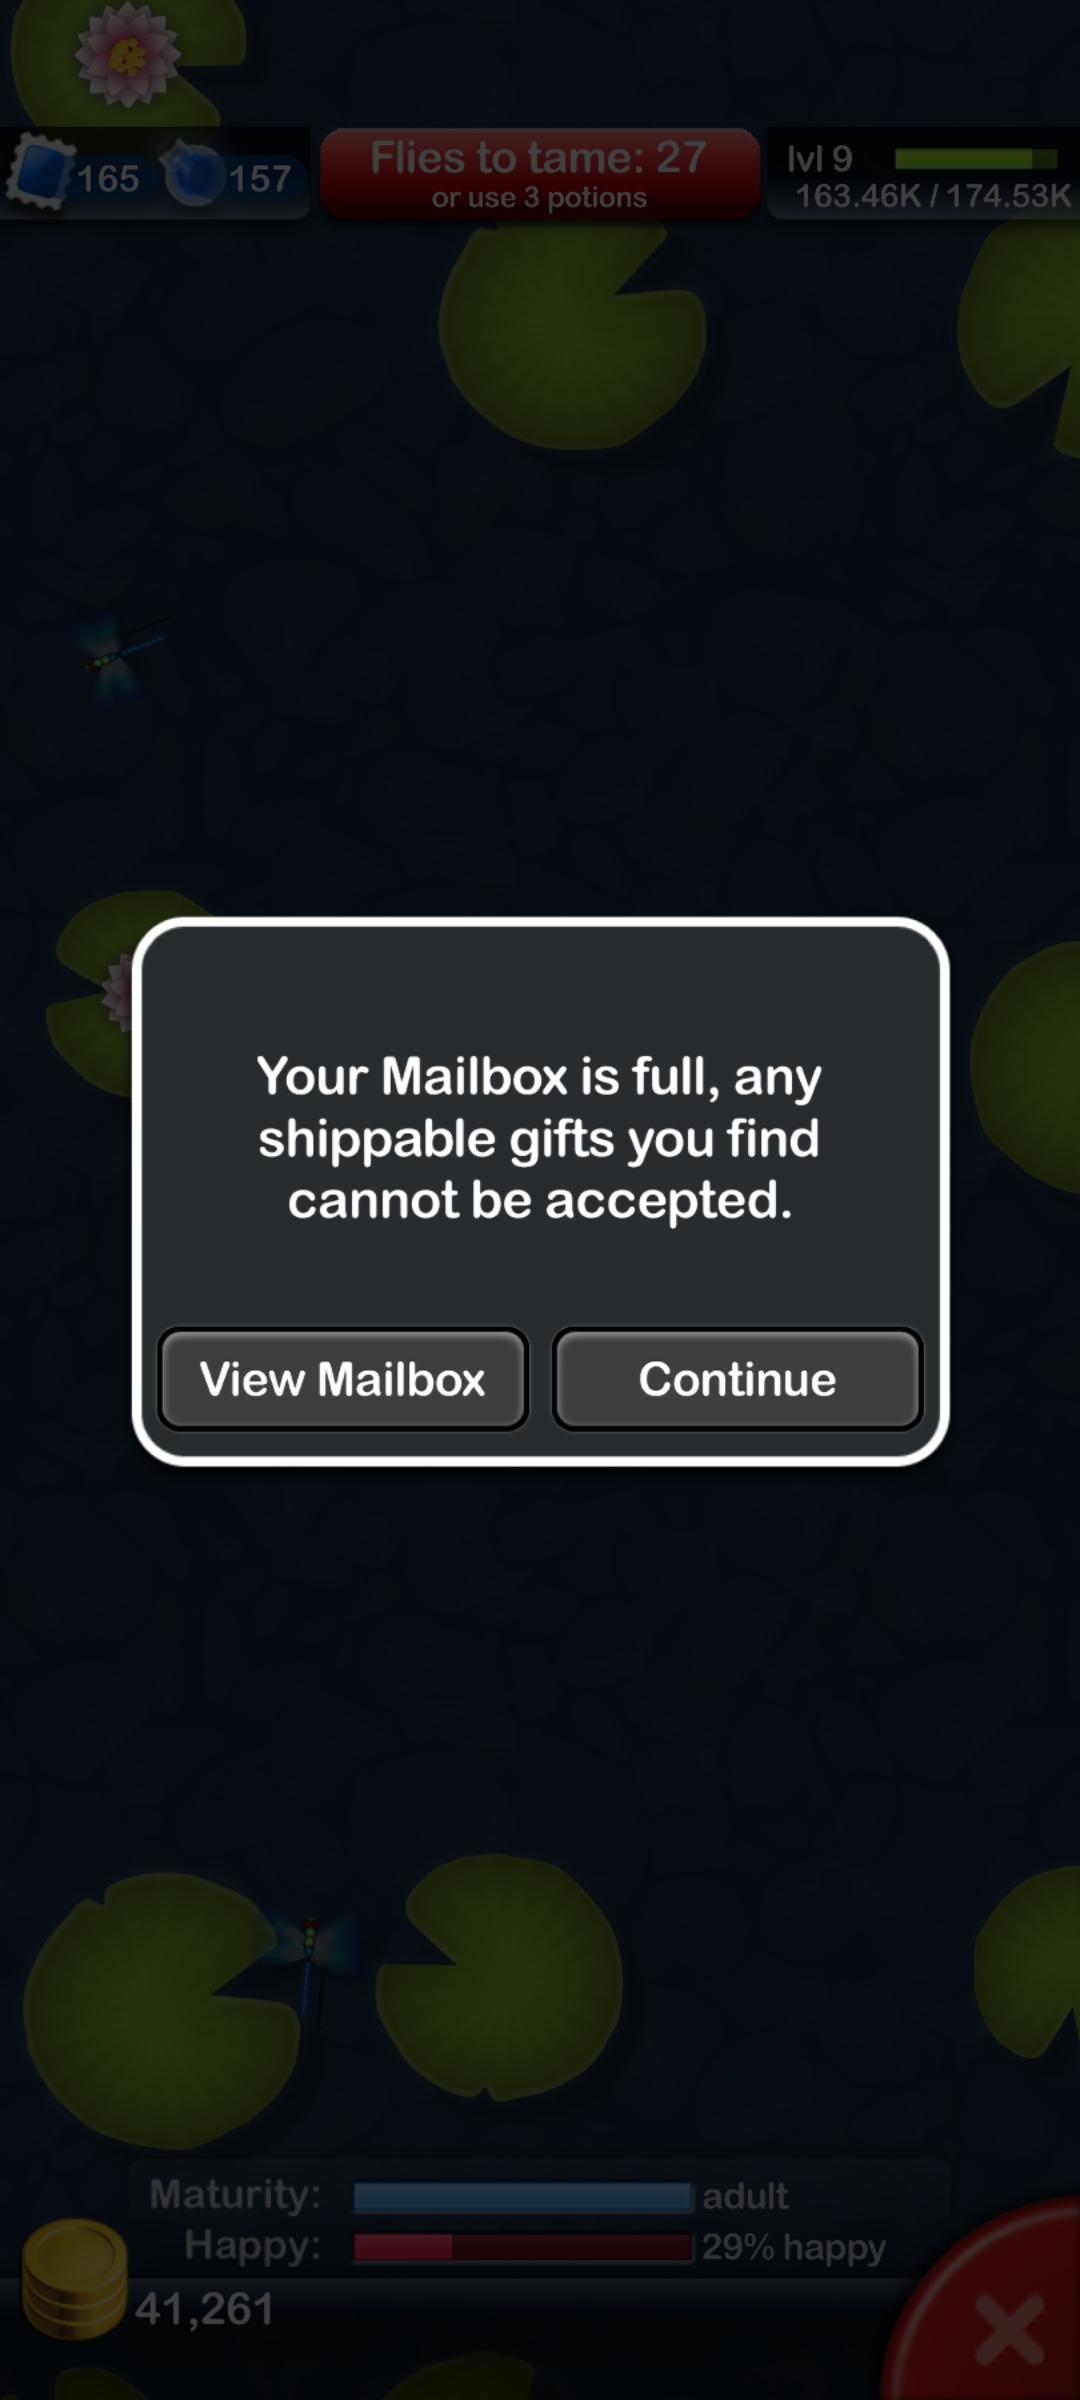 165
157
Flies to tame: 27
or use 3 potions
lvl 9
163.46K / 174.53K
Your Mailbox is full, any
shippable gifts you find
cannot be accepted.
View Mailbox
Continue
Maturity:
adult
Happy:
29% happy
41,261